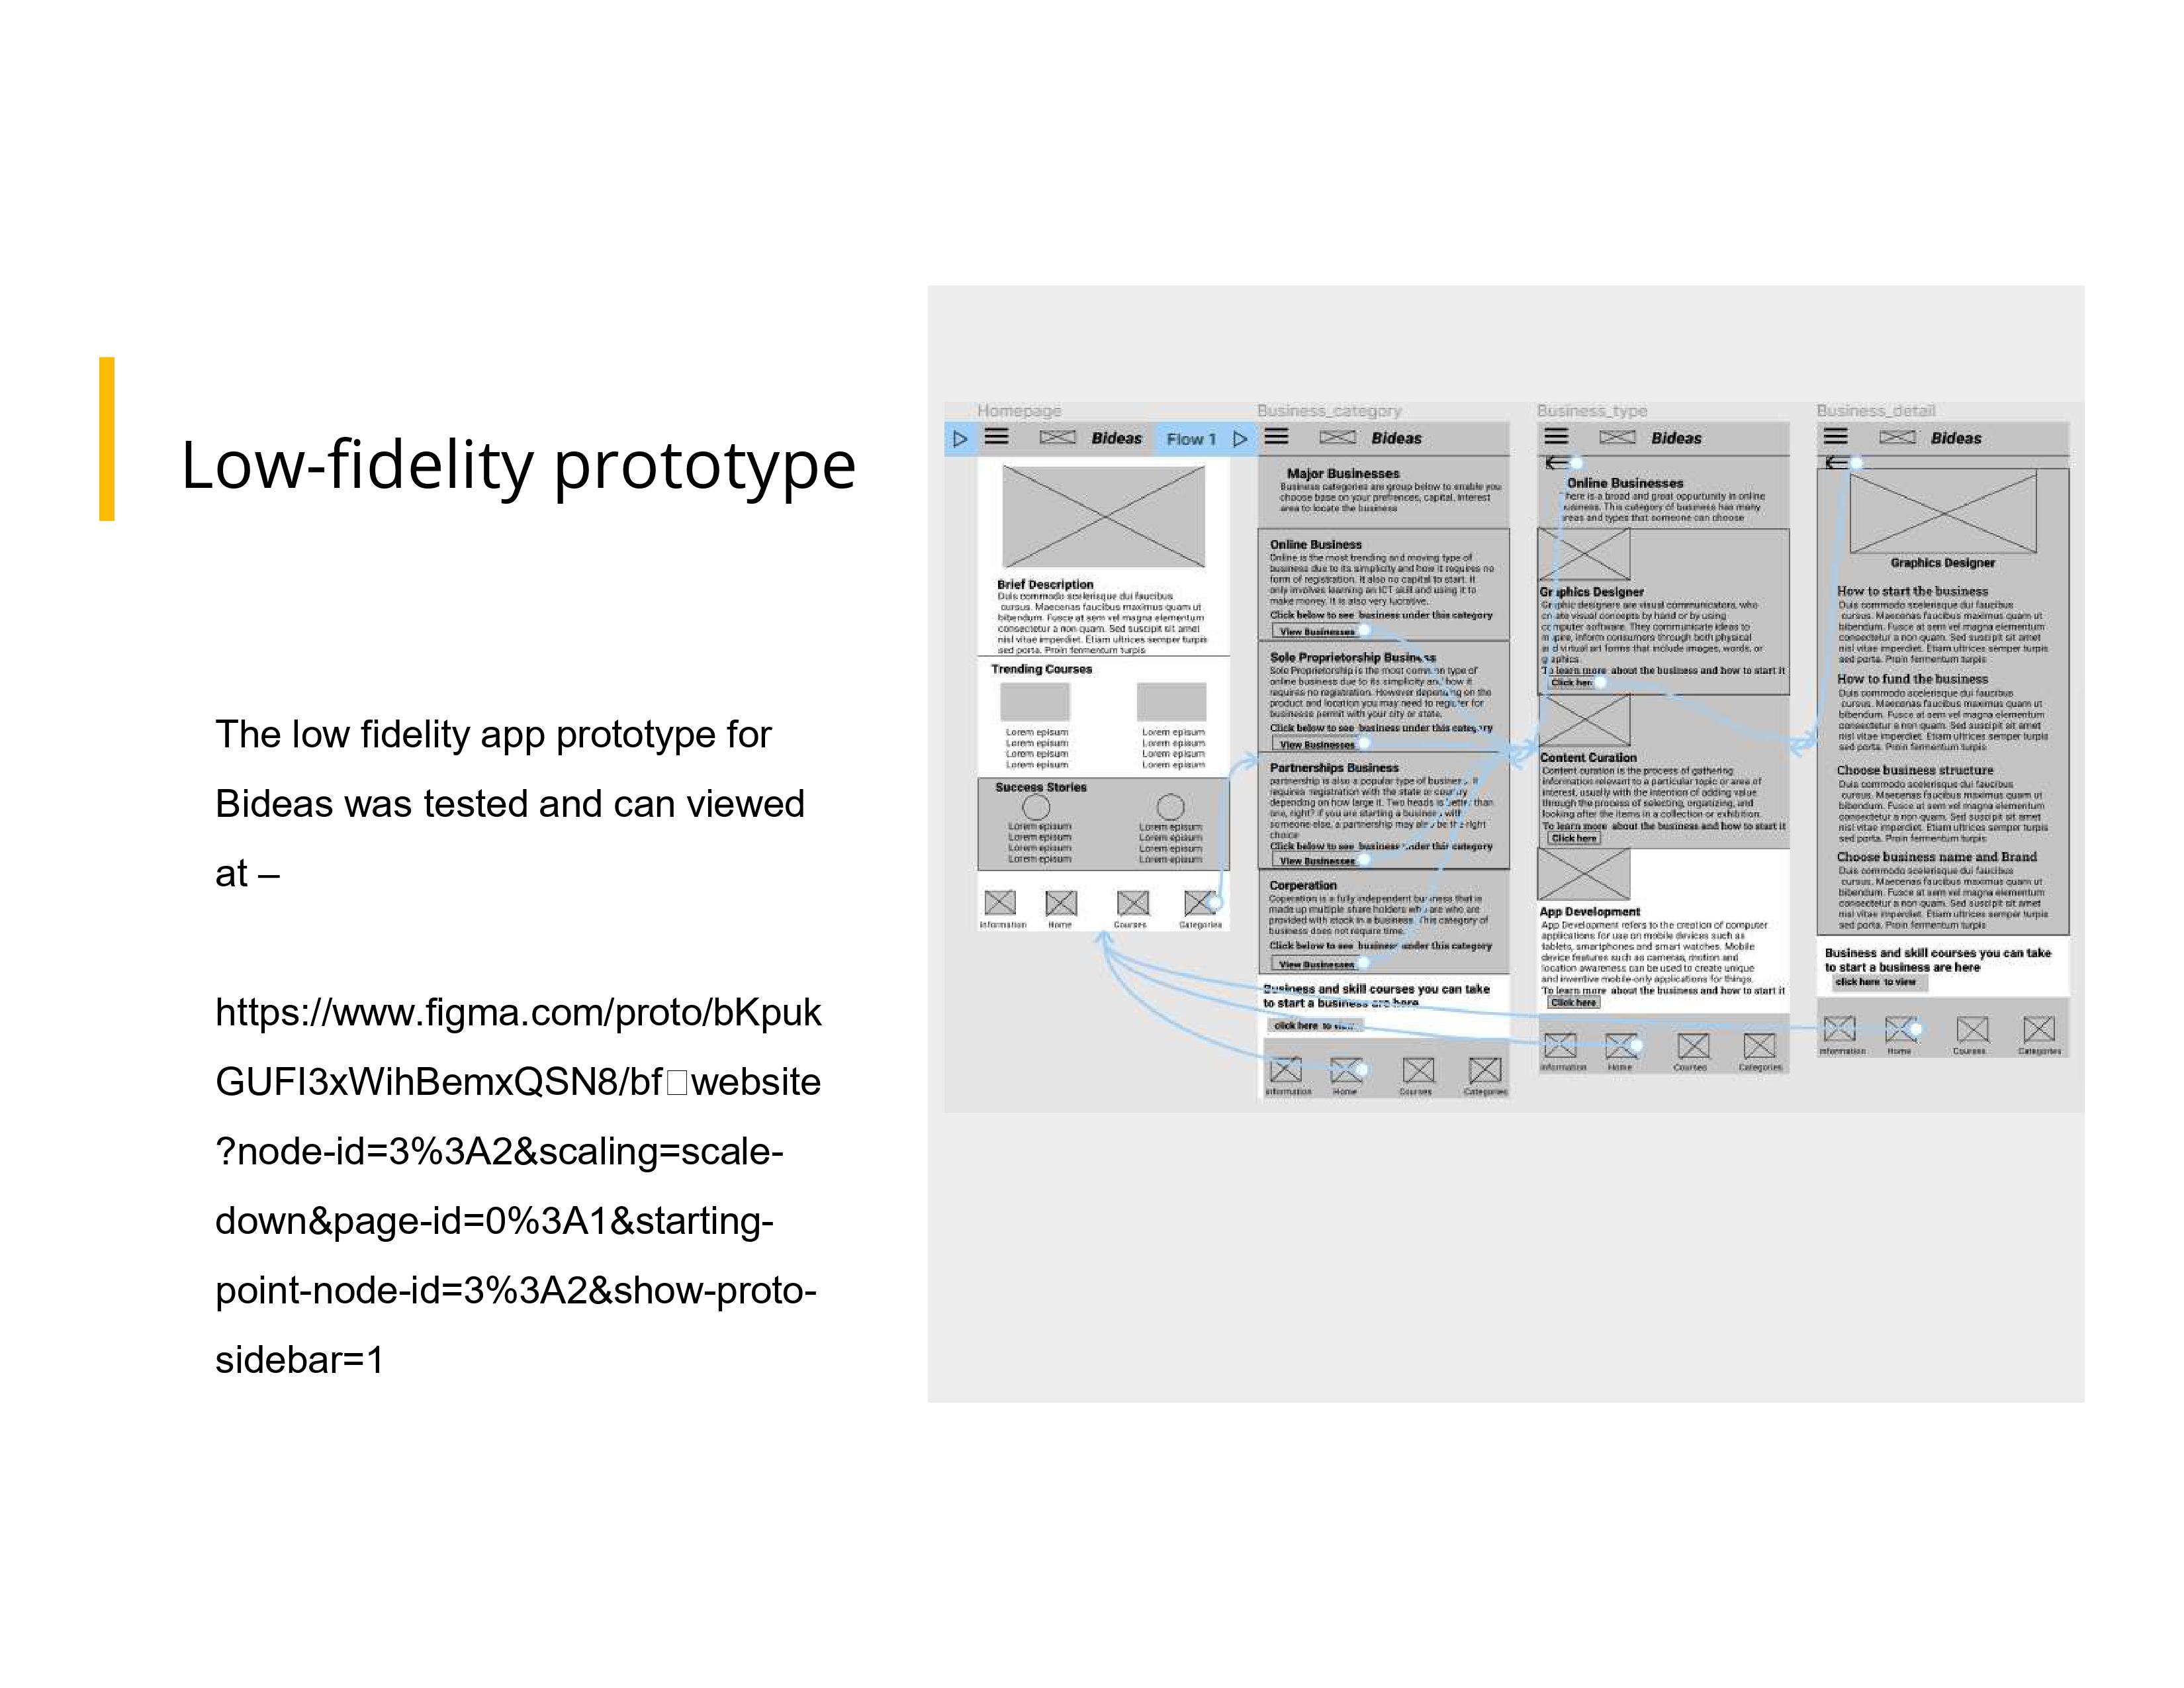 Low-fidelity prototype
The low fidelity app prototype for
Bideas was tested and can viewed
at –
https://www.figma.com/proto/bKpuk
GUFI3xWihBemxQSN8/bf□website
?node-id=3%3A2&scaling=scale-
down&page-id=0%3A1&starting-
point-node-id=3%3A2&show-proto-
sidebar=1
Homepage
Bideas
Flow 1
Brief Description
Duis commodo scelerisque dui faucibus
cursus. Maecenas faucibus maximus quam ut
bibendum. Fusce at sem vel magna elementum
consectetur a non quam. Sed suscipit sit amet
nisl vitae imperdiet. Etiam ultrices semper turpis
sed porta. Proin fermentum turpis
Trending Courses
Lorem episum Lorem episum
Lorem episum Lorem episum
Lorem episum Lorem episum
Lorem episum Lorem episum
Success Stories
Lorem episum Lorem episum
Lorem episum Lorem episum
Lorem episum Lorem episum
Lorem episum Lorem episum
Information Home Courses Categories
Business_category
Bideas
Major Businesses
Business categories are group below to enable you
choose base on your prefrences, capital, interest
area to locate the business
Online Business
Online is the most trending and moving type of
business due to its simplicity and how it requires no
form of registration. It also no capital to start. It
only involves learning an ICT skill and using it to
make money. It is also very lucrative.
Click below to see business under this category
View Businesses
Sole Proprietorship Business
Sole Proprietorship is the most common type of
online business due to its simplicity and how it
requires no registration. However depending on the
product and location you may need to register for
businesse permit with your city or state.
Click below to see business under this category
View Businesses
Partnerships Business
partnership is also a popular type of business. It
requires registration with the state or country
depending on how large it. Two heads is better than
one, right? if you are starting a business with
someone else, a partnership may also be the right
choice
Click below to see business under this category
View Businesses
Corperation
Coperation is a fully independent business that is
made up multiple share holders who are who are
provided with stock in a business. This category of
business does not require time.
Click below to see business under this category
View Businesses
Business and skill courses you can take
to start a business are here
click here to view
Information Home Courses Categories
Business_type
Bideas
Online Businesses
here is a broad and great opportunity in online
business. This category of business has many
areas and types that someone can choose
Graphics Designer
Graphic designers are visual communicators, who
create visual concepts by hand or by using
computer software. They communicate ideas to
inspire, inform consumers through both physical
and virtual art forms that include images, words, or
graphics.
To learn more about the business and how to start it
Click here
Content Curation
Content curation is the process of gathering
information relevant to a particular topic or area of
interest, usually with the intention of adding value
through the process of selecting, organizing, and
looking after the items in a collection or exhibition.
To learn more about the business and how to start it
Click here
App Development
App Development refers to the creation of computer
applications for use on mobile devices such as
tablets, smartphones and smart watches. Mobile
device features such as cameras, motion and
location awareness can be used to create unique
and inventive mobile-only applications for things.
To learn more about the business and how to start it
Click here
Information Home Courses Categories
Business_detail
Bideas
Graphics Designer
How to start the business
Duis commodo scelerisque dui faucibus
cursus. Maecenas faucibus maximus quam ut
bibendum. Fusce at sem vel magna elementum
consectetur a non quam. Sed suscipit sit amet
nisl vitae imperdiet. Etiam ultrices semper turpis
sed porta. Proin fermentum turpis
How to fund the business
Duis commodo scelerisque dui faucibus
cursus. Maecenas faucibus maximus quam ut
bibendum. Fusce at sem vel magna elementum
consectetur a non quam. Sed suscipit sit amet
nisl vitae imperdiet. Etiam ultrices semper turpis
sed porta. Proin fermentum turpis
Choose business structure
Duis commodo scelerisque dui faucibus
cursus. Maecenas faucibus maximus quam ut
bibendum. Fusce at sem vel magna elementum
consectetur a non quam. Sed suscipit sit amet
nisl vitae imperdiet. Etiam ultrices semper turpis
sed porta. Proin fermentum turpis
Choose business name and Brand
Duis commodo scelerisque dui faucibus
cursus. Maecenas faucibus maximus quam ut
bibendum. Fusce at sem vel magna elementum
consectetur a non quam. Sed suscipit sit amet
nisl vitae imperdiet. Etiam ultrices semper turpis
sed porta. Proin fermentum turpis
Business and skill courses you can take
to start a business are here
click here to view
Information Home Courses Categories